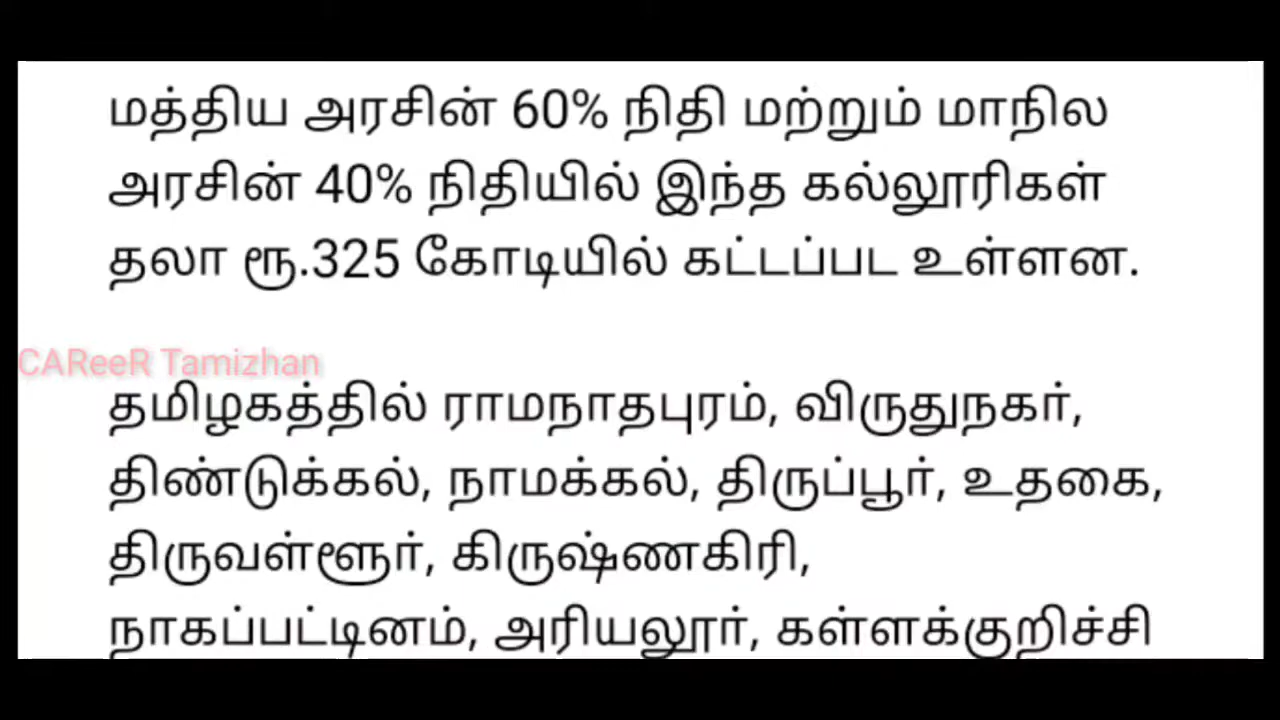 மத்திய அரசின் 60% நிதி மற்றும் மாநில
அரசின் 40% நிதியில் இந்த கல்லூரிகள்
தலா ரூ.325 கோடியில் கட்டப்பட உள்ளன.
CAReeR Tamizhan
தமிழகத்தில் ராமநாதபுரம், விருதுநகர்,
திண்டுக்கல், நாமக்கல், திருப்பூர், உதகை,
திருவள்ளூர், கிருஷ்ணகிரி,
நாகப்பட்டினம், அரியலூர், கள்ளக்குறிச்சி